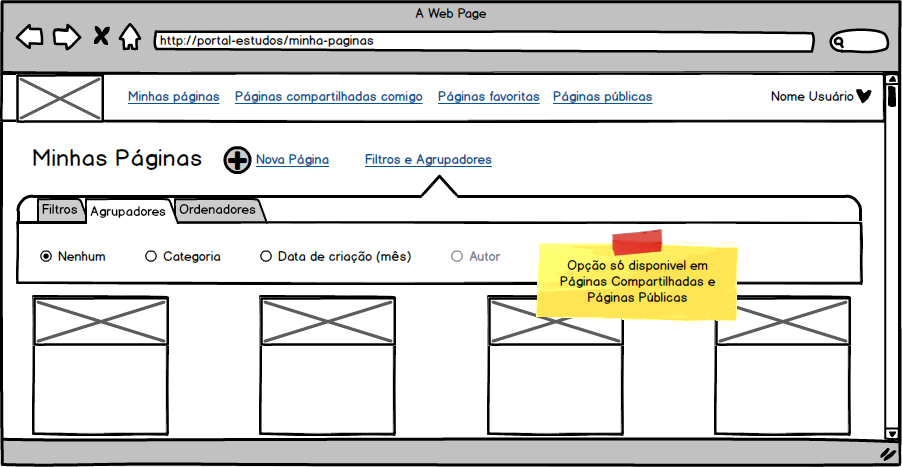 A Web Page
http://portal-estudos/minha-paginas
Minhas páginas Páginas compartilhadas comigo Páginas favoritas Páginas públicas Nome Usuário
Minhas Páginas Nova Página Filtros e Agrupadores
Filtros Agrupadores Ordenadores
Nenhum Categoria Data de criação (mês) Autor
Opção só disponivel em
Páginas Compartilhadas e
Páginas Públicas